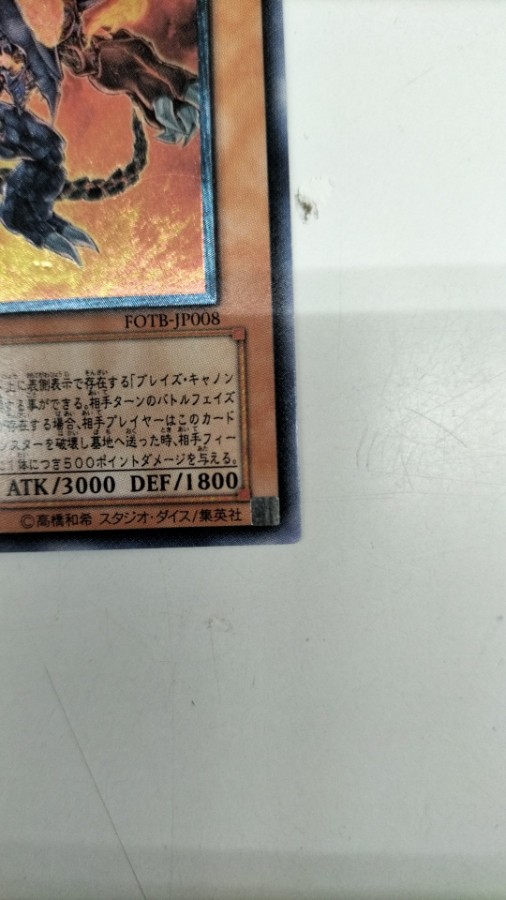 FOTB-JP008
上に表側表示で存在する「ブレイズ・キャノン
する事ができる。相手ターンのバトルフェイズ
存在する場合、相手プレイヤーはこのカード
ンスターを破壊し墓地へ送った時、相手フィー
1体につき500ポイントダメージを与える。
ATK/3000 DEF/1800
©高橋和希 スタジオ・ダイス/集英社